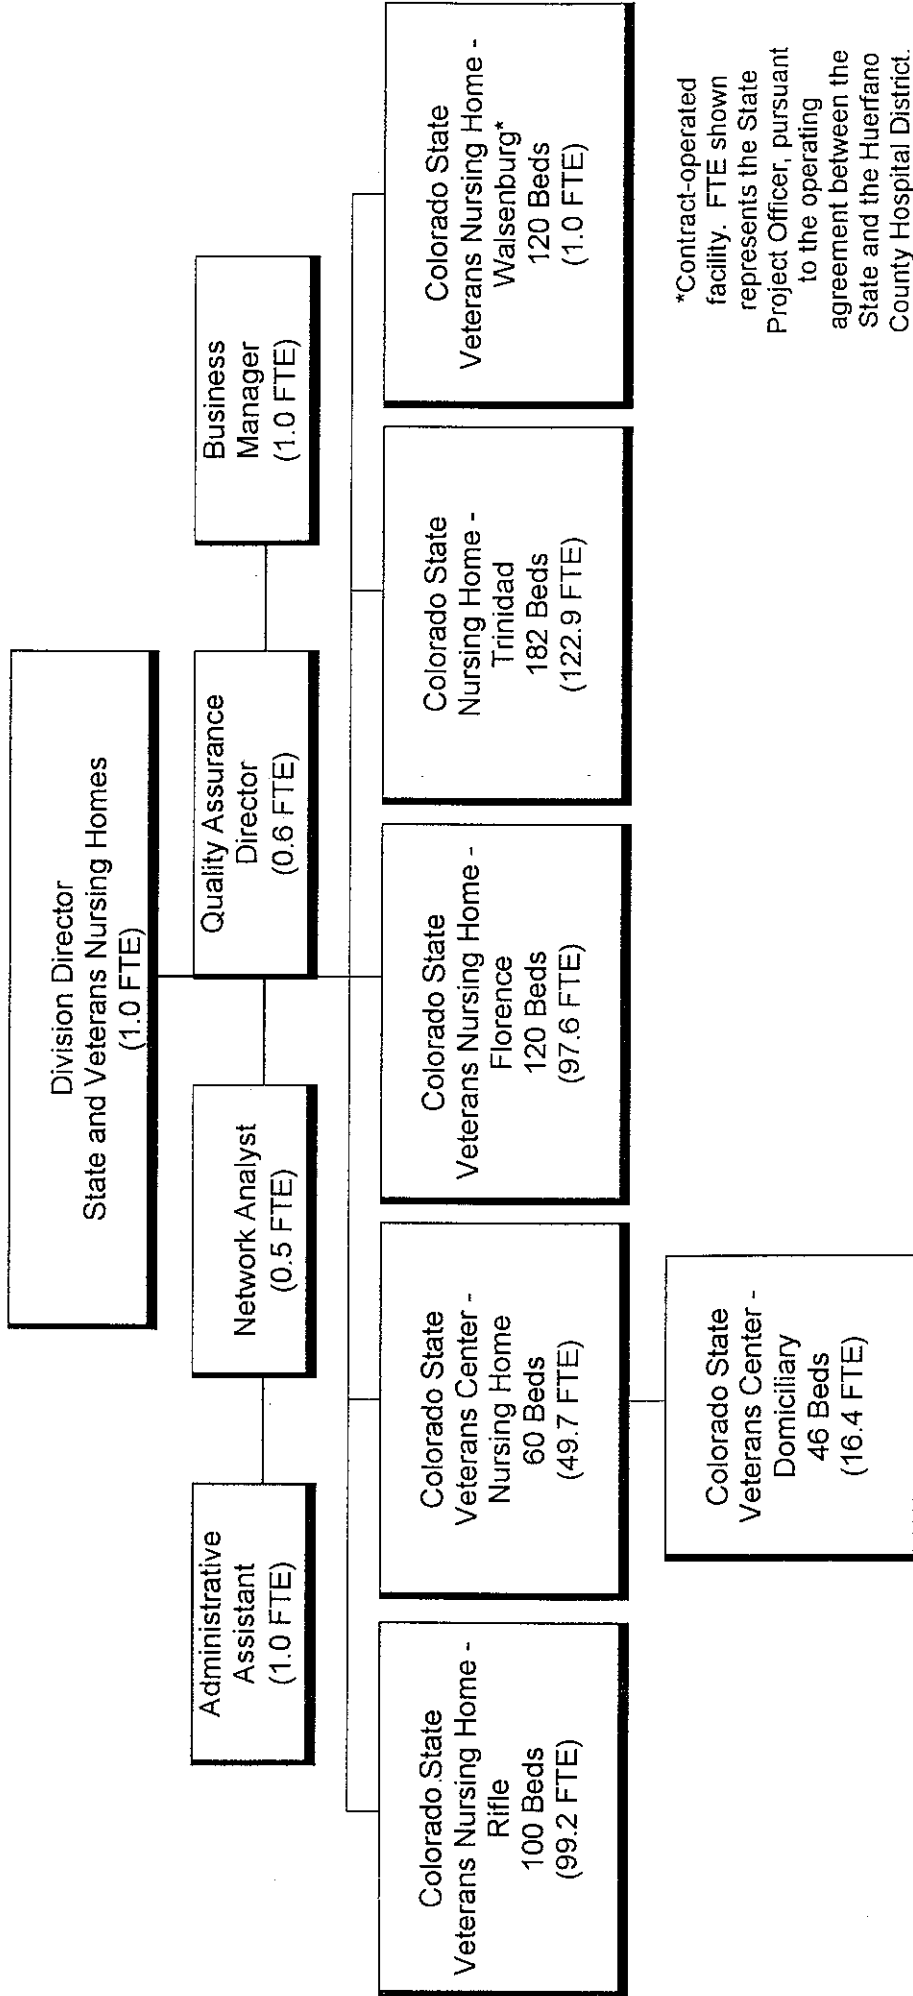 Division Director
State and Veterans Nursing Homes
(1.0 FTE)
Administrative
Assistant
(1.0 FTE)
Network Analyst
(0.5 FTE)
Quality Assurance
Director
(0.6 FTE)
Business
Manager
(1.0 FTE)
Colorado State
Veterans Nursing Home -
Rifle
100 Beds
(99.2 FTE)
Colorado State
Veterans Center -
Nursing Home
60 Beds
(49.7 FTE)
Colorado State
Veterans Nursing Home -
Florence
120 Beds
(97.6 FTE)
Colorado State
Nursing Home -
Trinidad
182 Beds
(122.9 FTE)
Colorado State
Veterans Nursing Home -
Walsenburg*
120 Beds
(1.0 FTE)
Colorado State
Veterans Center -
Domiciliary
46 Beds
(16.4 FTE)
*Contract-operated
facility. FTE shown
represents the State
Project Officer, pursuant
to the operating
agreement between the
State and the Huerfano
County Hospital District.